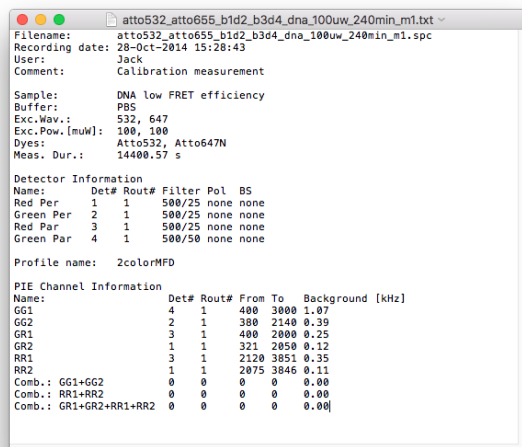 atto532_atto655_b1d2_b3d4_dna_100uw_240min_m1.txt
Filename: atto532_atto655_b1d2_b3d4_dna_100uw_240min_m1.spc
Recording date: 28-Oct-2014 15:28:43
User: Jack
Comment: Calibration measurement
Sample: DNA low FRET efficiency
Buffer: PBS
Exc.Wav.: 532, 647
Exc.Pow.[muW]: 100, 100
Dyes: Atto532, Atto647N
Meas. Dur.: 14400.57 s
Detector Information
Name: Det# Rout# Filter Pol BS
Red Per 1 1 500/25 none none
Green Per 2 1 500/25 none none
Red Par 3 1 500/25 none none
Green Par 4 1 500/50 none none
Profile name: 2colorMFD
PIE Channel Information
Name: Det# Rout# From To Background [kHz]
GG1 4 1 400 3000 1.07
GG2 2 1 380 2140 0.39
GR1 3 1 400 2000 0.25
GR2 1 1 321 2050 0.12
RR1 3 1 2120 3851 0.35
RR2 1 1 2075 3846 0.11
Comb.: GG1+GG2 0 0 0 0 0.00
Comb.: RR1+RR2 0 0 0 0 0.00
Comb.: GR1+GR2+RR1+RR2 0 0 0 0 0.00